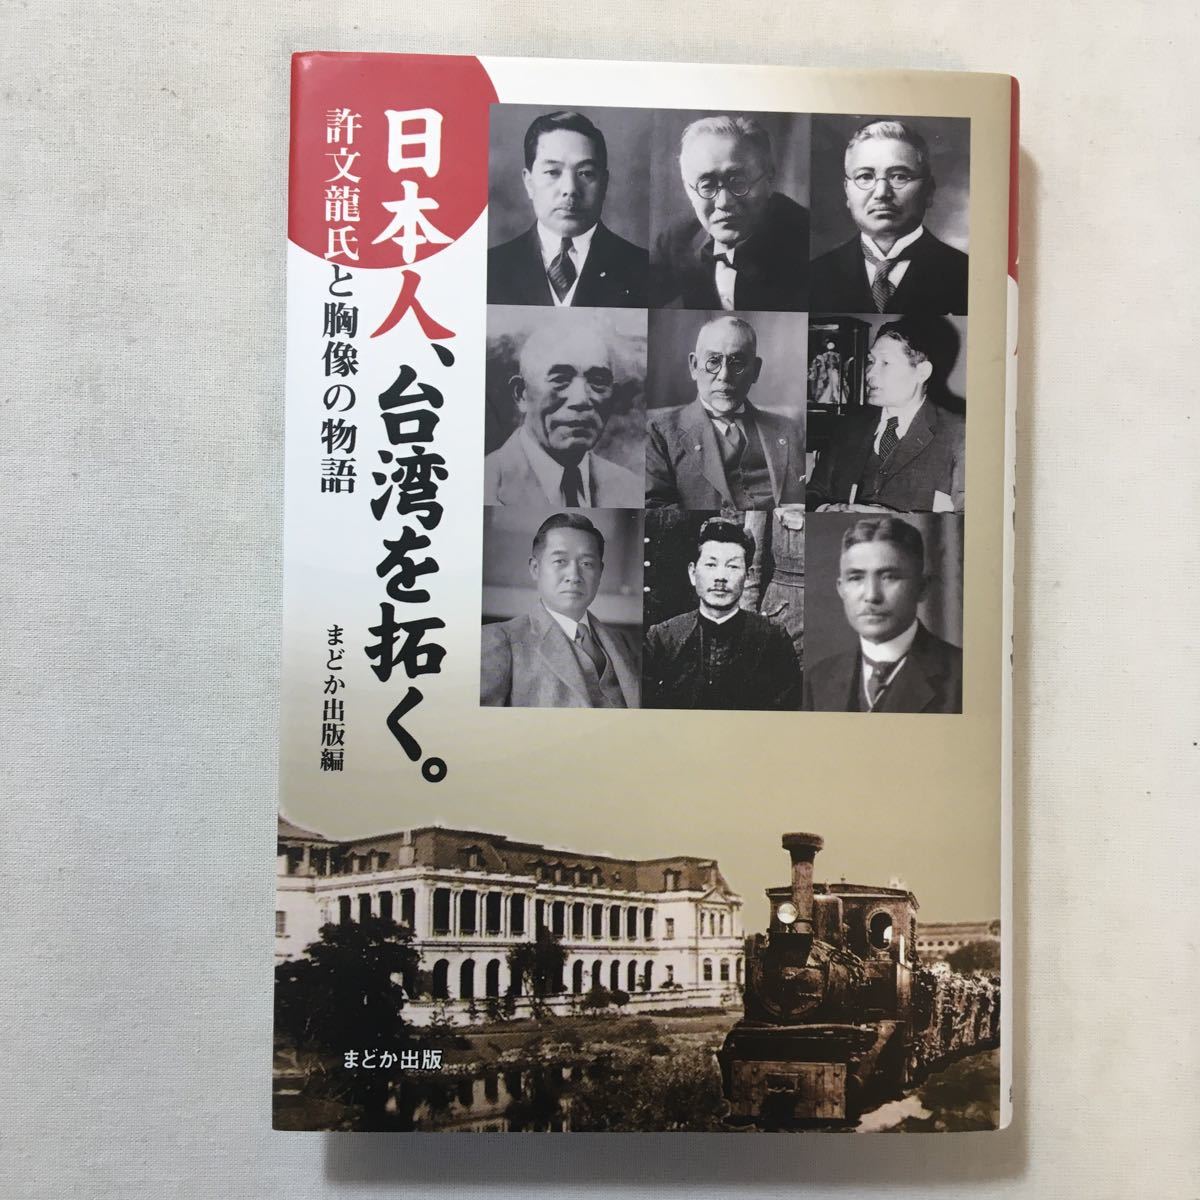 日本人、台湾を拓く。
許文龍氏と胸像の物語
まどか出版編
まどか出版